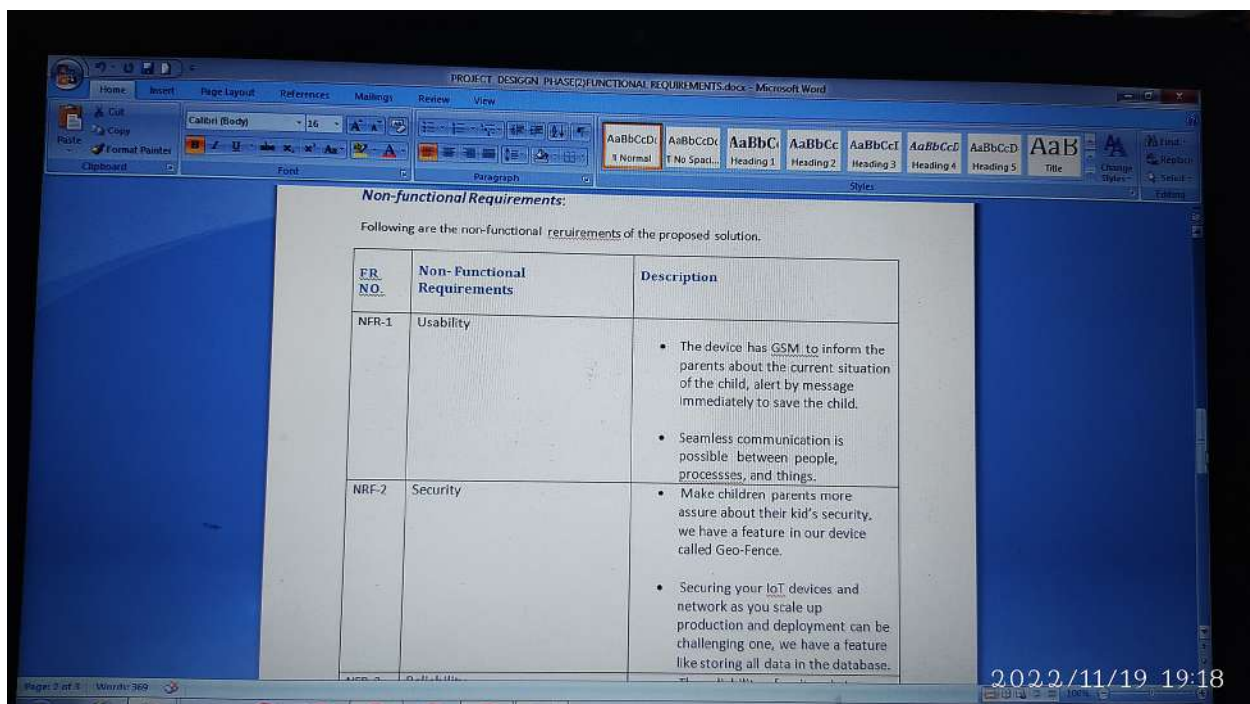 PROJECT DESIGGN PHASE(2)FUNCTIONAL REQUIREMENTS.docx - Microsoft Word
Home Insert Page Layout References Mailings Review View
Paste
Cut
Copy
Format Painter
Clipboard
Calibri (Body) 16
Font
Paragraph
AaBbCcDc AaBbCcDc AaBbC AaBbCc AaBbCcI AaBbCcD AaBbCcD AaB
¶ Normal ¶ No Spaci... Heading 1 Heading 2 Heading 3 Heading 4 Heading 5 Title
Styles
Change
Styles
Find
Replace
Select
Editing
Non-functional Requirements:
Following are the non-functional reruirements of the proposed solution.
FR
NO.
Non- Functional
Requirements
Description
NFR-1
Usability
• The device has GSM to inform the
parents about the current situation
of the child, alert by message
immediately to save the child.
• Seamless communication is
possible between people,
processses, and things.
NRF-2
Security
• Make children parents more
assure about their kid's security.
we have a feature in our device
called Geo-Fence.
• Securing your IoT devices and
network as you scale up
production and deployment can be
challenging one, we have a feature
like storing all data in the database.
Page: 2 of 3 Words: 369
100%
2022/11/19 19:18